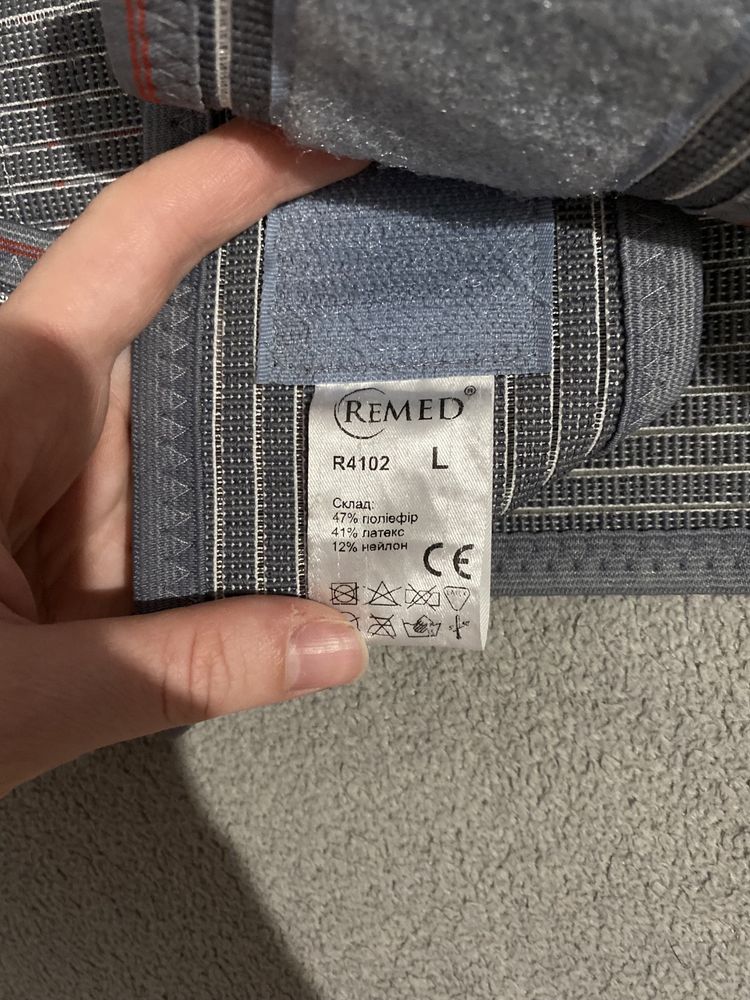 REMED®
R4102 L
Склад:
47% поліефір
41% латекс
12% нейлон
CE